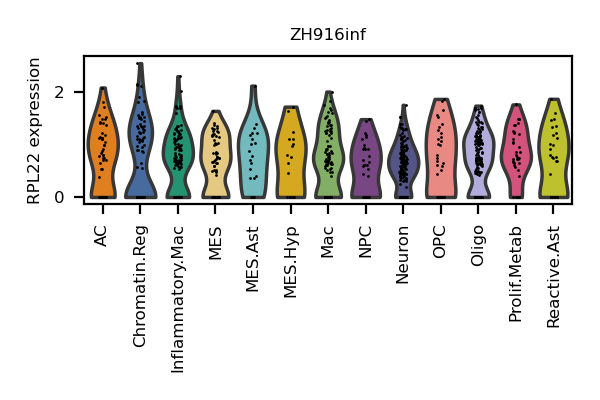 ZH916inf
RPL22 expression
2
0
AC
Chromatin.Reg
Inflammatory.Mac
MES
MES.Ast
MES.Hyp
Mac
NPC
Neuron
OPC
Oligo
Prolif.Metab
Reactive.Ast